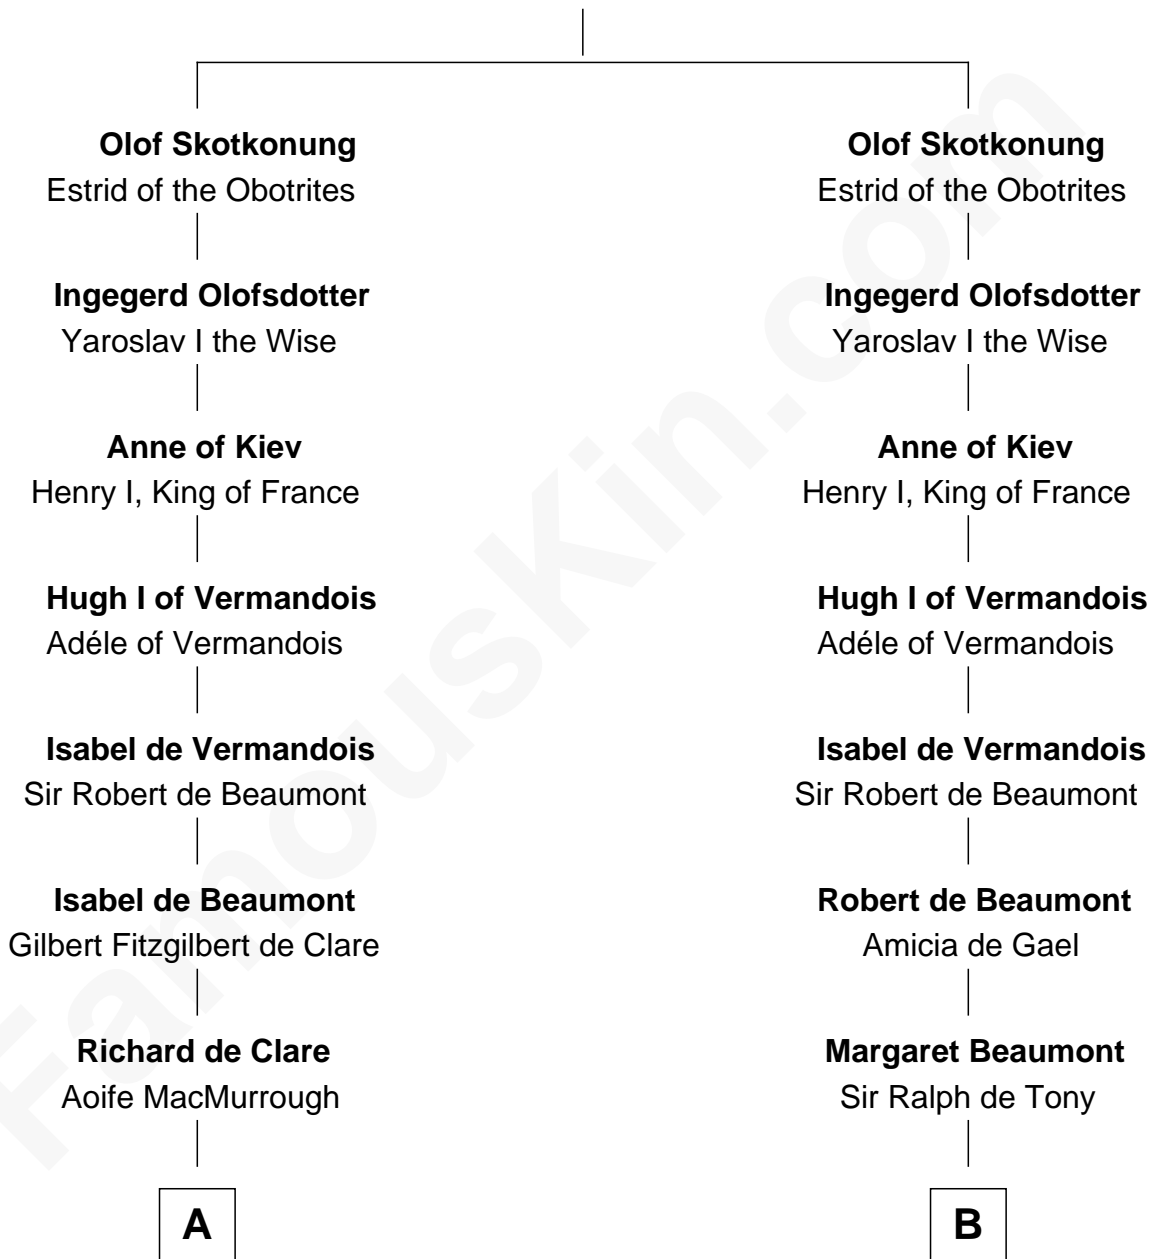 Olof Skotkonung
Estrid of the Obotrites
Ingegerd Olofsdotter
Yaroslav I the Wise
Anne of Kiev
Henry I, King of France
Hugh I of Vermandois
Adéle of Vermandois
Isabel de Vermandois
Sir Robert de Beaumont
Isabel de Beaumont
Gilbert Fitzgilbert de Clare
Richard de Clare
Aoife MacMurrough
A
Olof Skotkonung
Estrid of the Obotrites
Ingegerd Olofsdotter
Yaroslav I the Wise
Anne of Kiev
Henry I, King of France
Hugh I of Vermandois
Adéle of Vermandois
Isabel de Vermandois
Sir Robert de Beaumont
Robert de Beaumont
Amicia de Gael
Margaret Beaumont
Sir Ralph de Tony
B
FamousKin.com